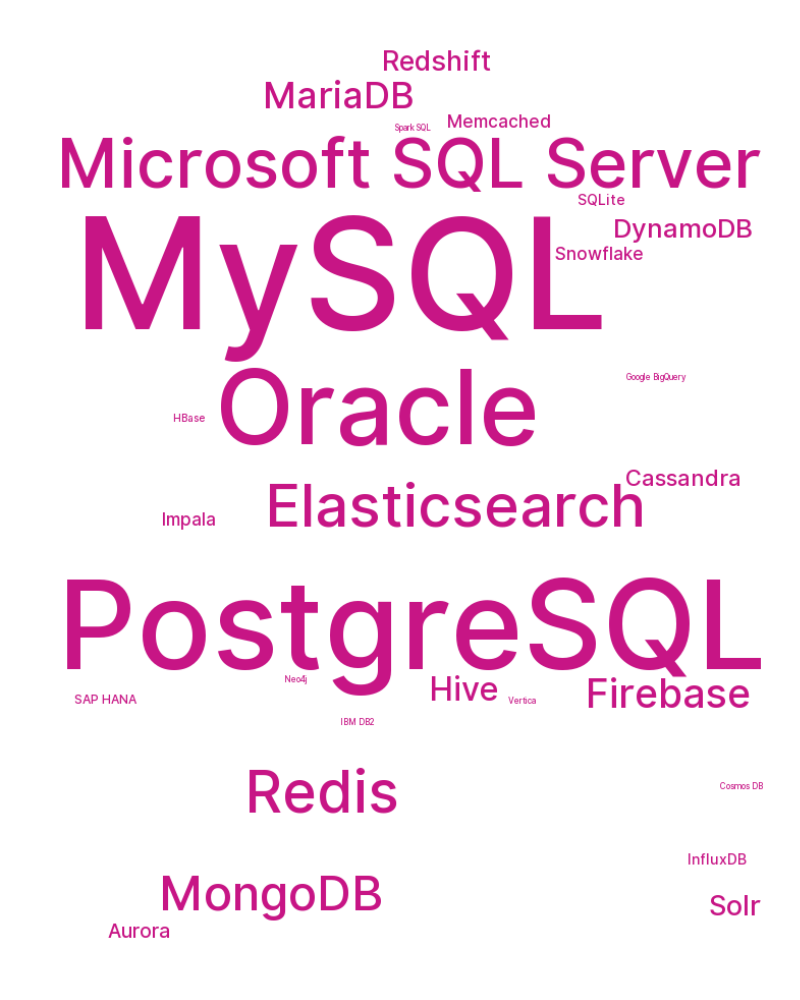 Redshift
MariaDB
Memcached
Spark SQL
Microsoft SQL Server
SQLite
DynamoDB
Snowflake
MySQL
Google BigQuery
Oracle
HBase
Cassandra
Elasticsearch
Impala
PostgreSQL
Neo4j
Hive
Firebase
SAP HANA
Vertica
IBM DB2
Cosmos DB
Redis
InfluxDB
MongoDB
Solr
Aurora